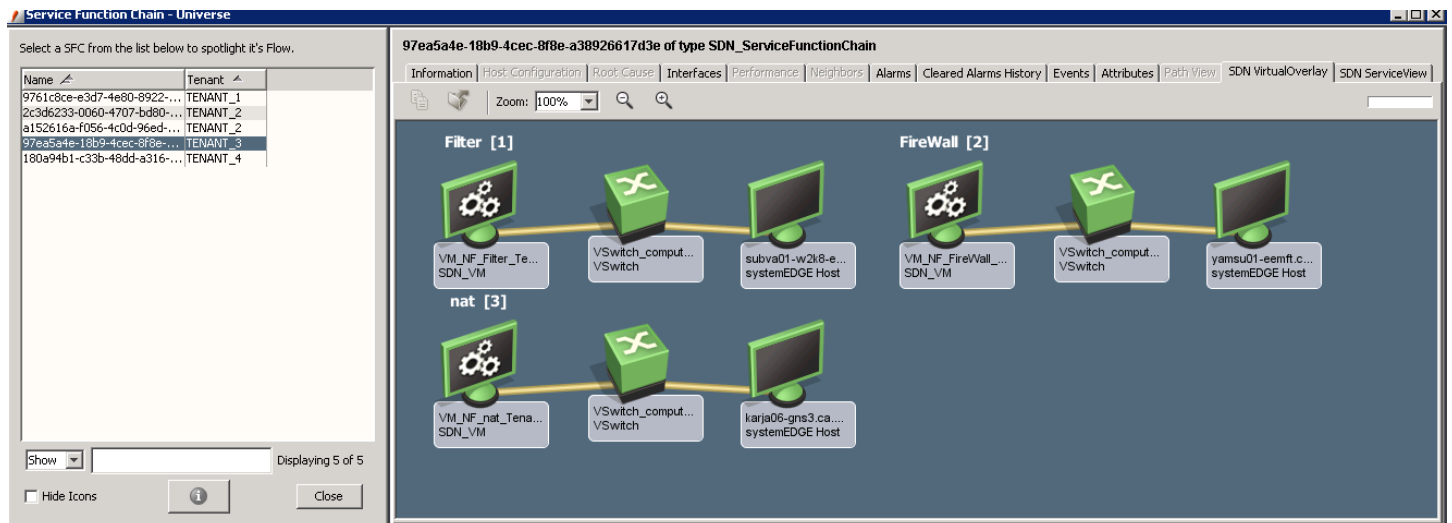 Service Function Chain - Universe
Select a SFC from the list below to spotlight it's Flow.
Name Tenant
9761c8ce-e3d7-4e80-8922-... TENANT_1
2c3d6233-0060-4707-bd80-... TENANT_2
a152616a-f056-4c0d-96ed-... TENANT_2
97ea5a4e-18b9-4cec-8f8e-... TENANT_3
180a94b1-c33b-48dd-a316-... TENANT_4
Show Displaying 5 of 5
Hide Icons Close
97ea5a4e-18b9-4cec-8f8e-a38926617d3e of type SDN_ServiceFunctionChain
Information Host Configuration Root Cause Interfaces Performance Neighbors Alarms Cleared Alarms History Events Attributes Path View SDN VirtualOverlay SDN ServiceView
Zoom: 100%
Filter [1]
VM_NF_Filter_Te...
SDN_VM
VSwitch_comput...
VSwitch
subva01-w2k8-e...
systemEDGE Host
FireWall [2]
VM_NF_FireWall_...
SDN_VM
VSwitch_comput...
VSwitch
yamsu01-eemft.c...
systemEDGE Host
nat [3]
VM_NF_nat_Tena...
SDN_VM
VSwitch_comput...
VSwitch
karja06-gns3.ca....
systemEDGE Host